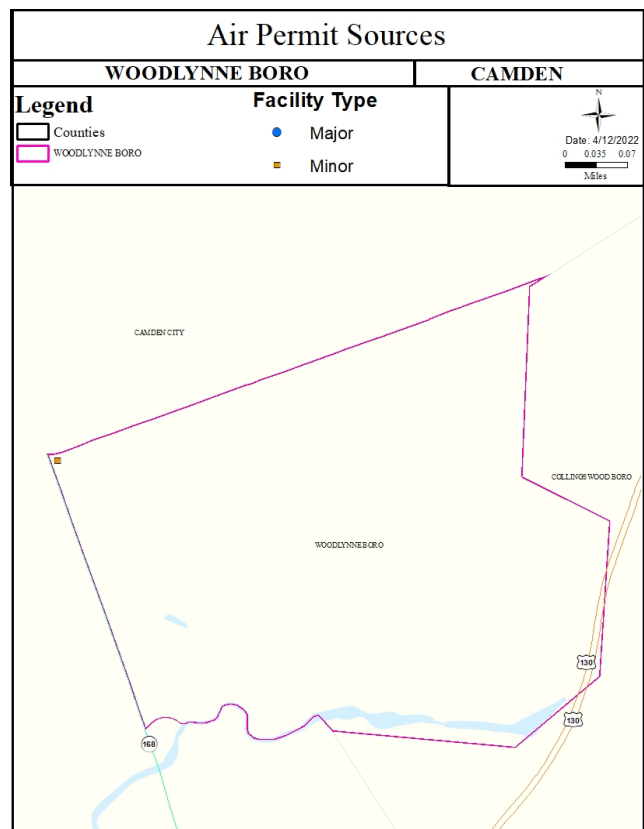 Air Permit Sources
WOODLYNNE BORO
CAMDEN
Legend
Counties
WOODLYNNE BORO
Facility Type
Major
Minor
N
Date: 4/12/2022
0 0.035 0.07
Miles
CAMDEN CITY
COLLINGSWOOD BORO
WOODLYNNE BORO
130
130
168